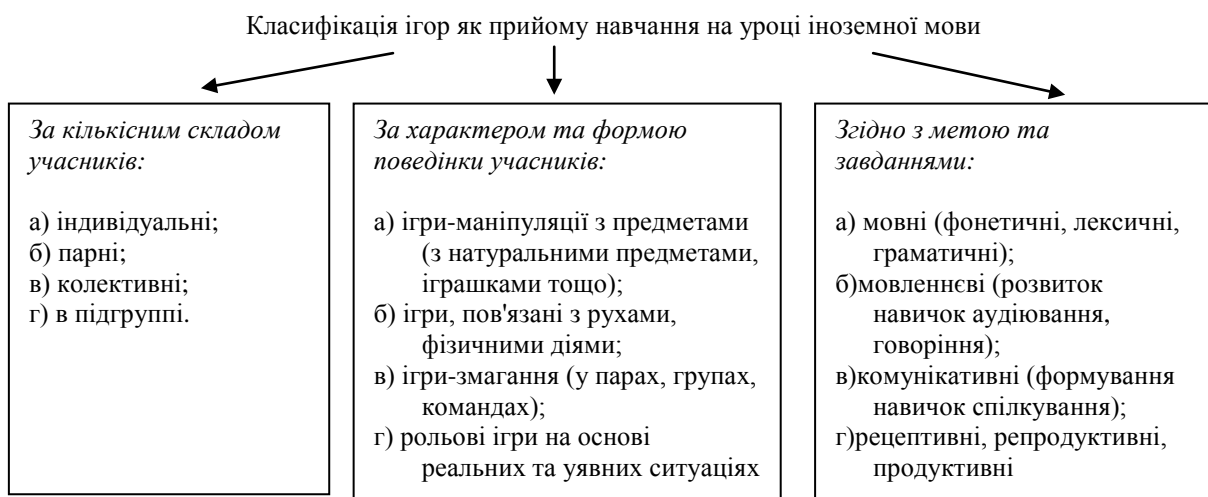 Класифікація ігор як прийому навчання на уроці іноземної мови
За кількісним складом
учасників:
а) індивідуальні;
б) парні;
в) колективні;
г) в підгруппі.
За характером та формою
поведінки учасників:
а) ігри-маніпуляції з предметами
(з натуральними предметами,
іграшками тощо);
б) ігри, пов'язані з рухами,
фізичними діями;
в) ігри-змагання (у парах, групах,
командах);
г) рольові ігри на основі
реальних та уявних ситуаціях
Згідно з метою та
завданнями:
а) мовні (фонетичні, лексичні,
граматичні);
б)мовленнєві (розвиток
навичок аудіювання,
говоріння);
в)комунікативні (формування
навичок спілкування);
г)рецептивні, репродуктивні,
продуктивні